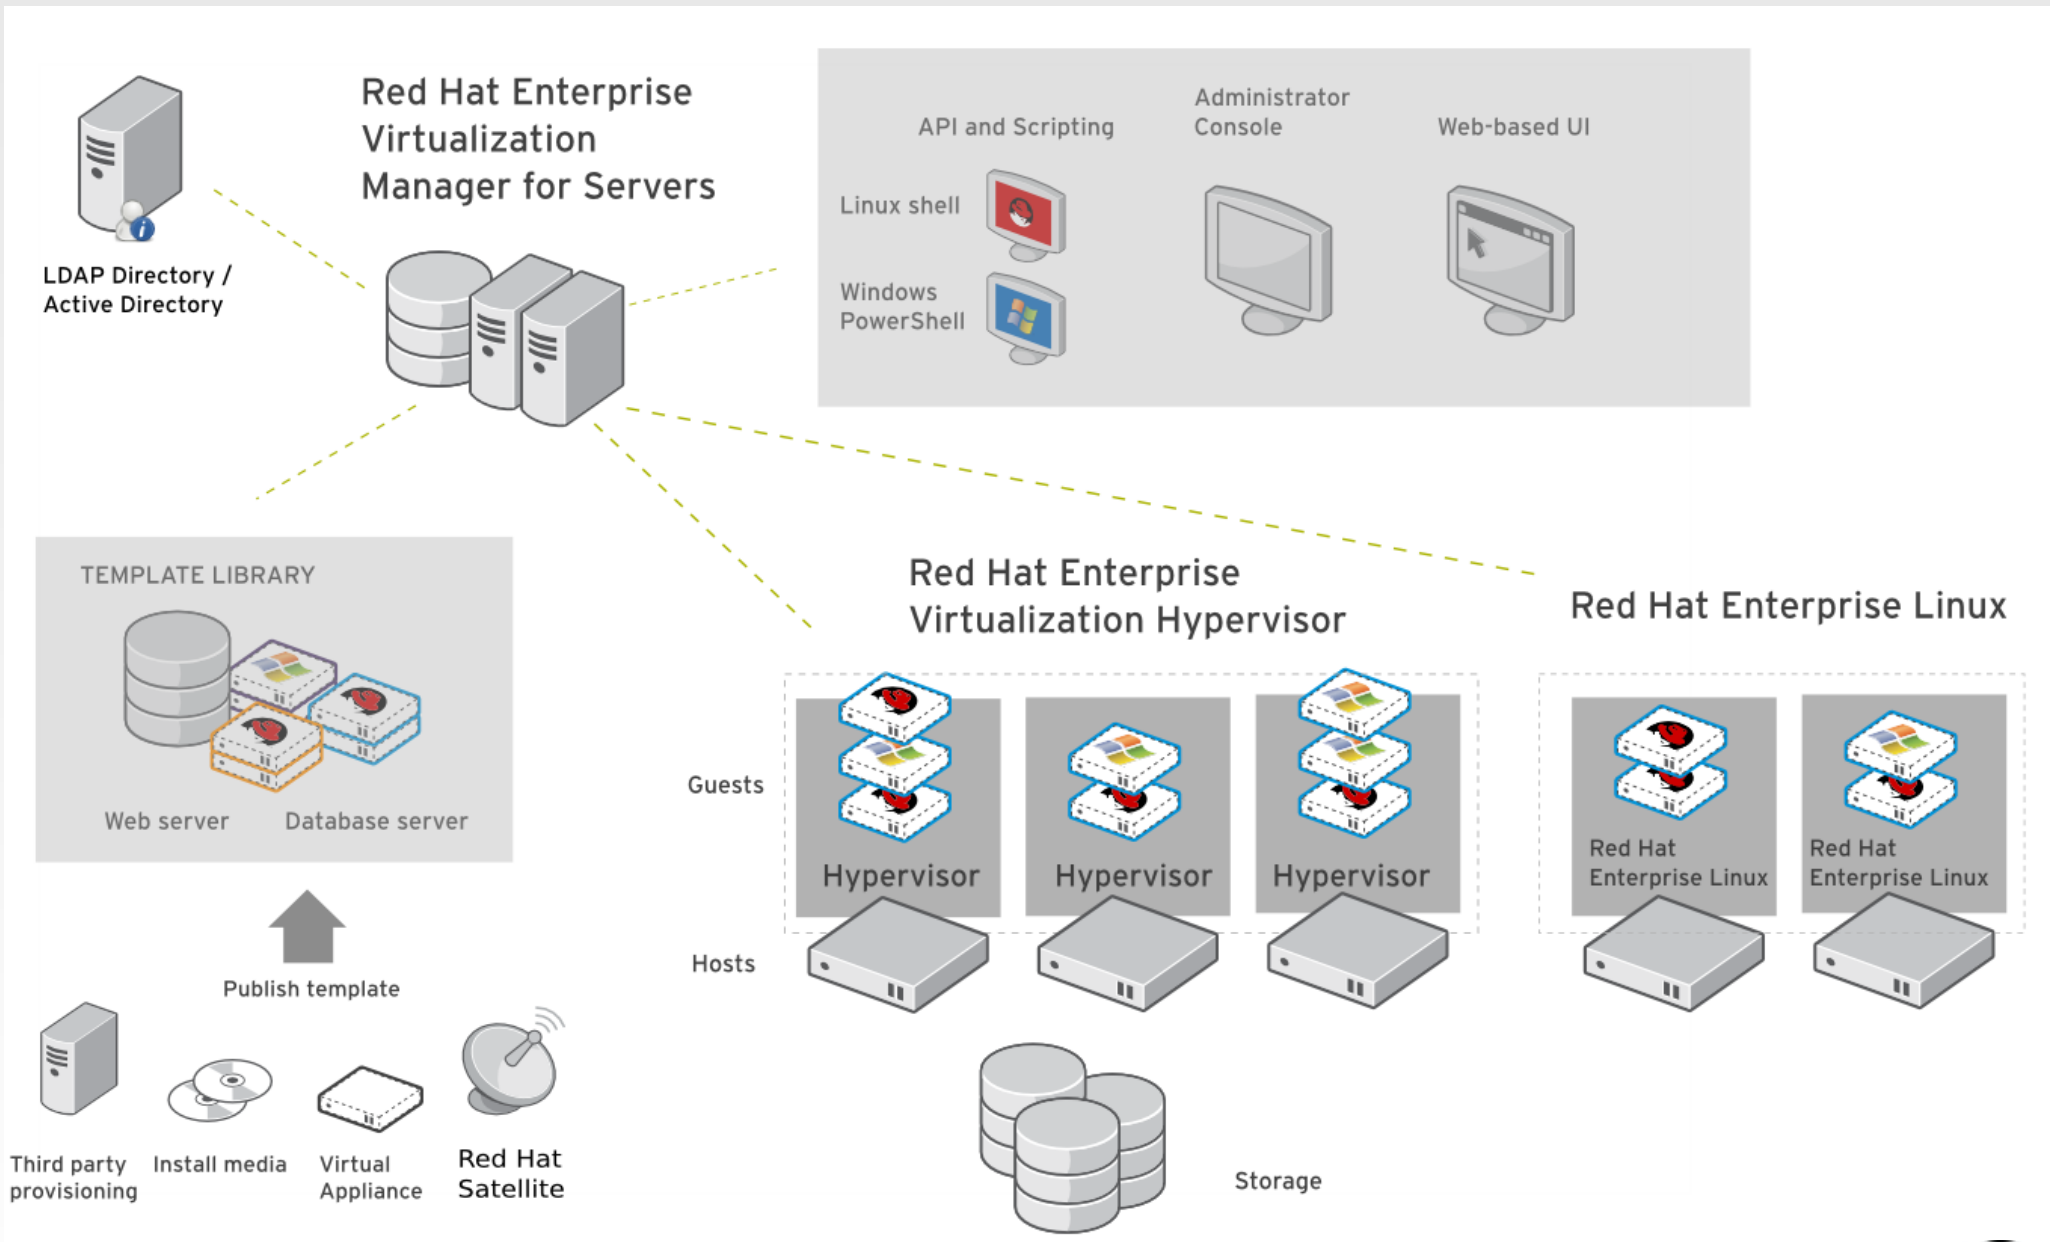 Red Hat Enterprise
Virtualization
Manager for Servers
LDAP Directory /
Active Directory
API and Scripting
Administrator
Console
Web-based UI
Linux shell
Windows
PowerShell
TEMPLATE LIBRARY
Web server
Database server
Publish template
Third party
provisioning
Install media
Virtual
Appliance
Red Hat
Satellite
Red Hat Enterprise
Virtualization Hypervisor
Red Hat Enterprise Linux
Guests
Hypervisor
Hypervisor
Hypervisor
Red Hat
Enterprise Linux
Red Hat
Enterprise Linux
Hosts
Storage